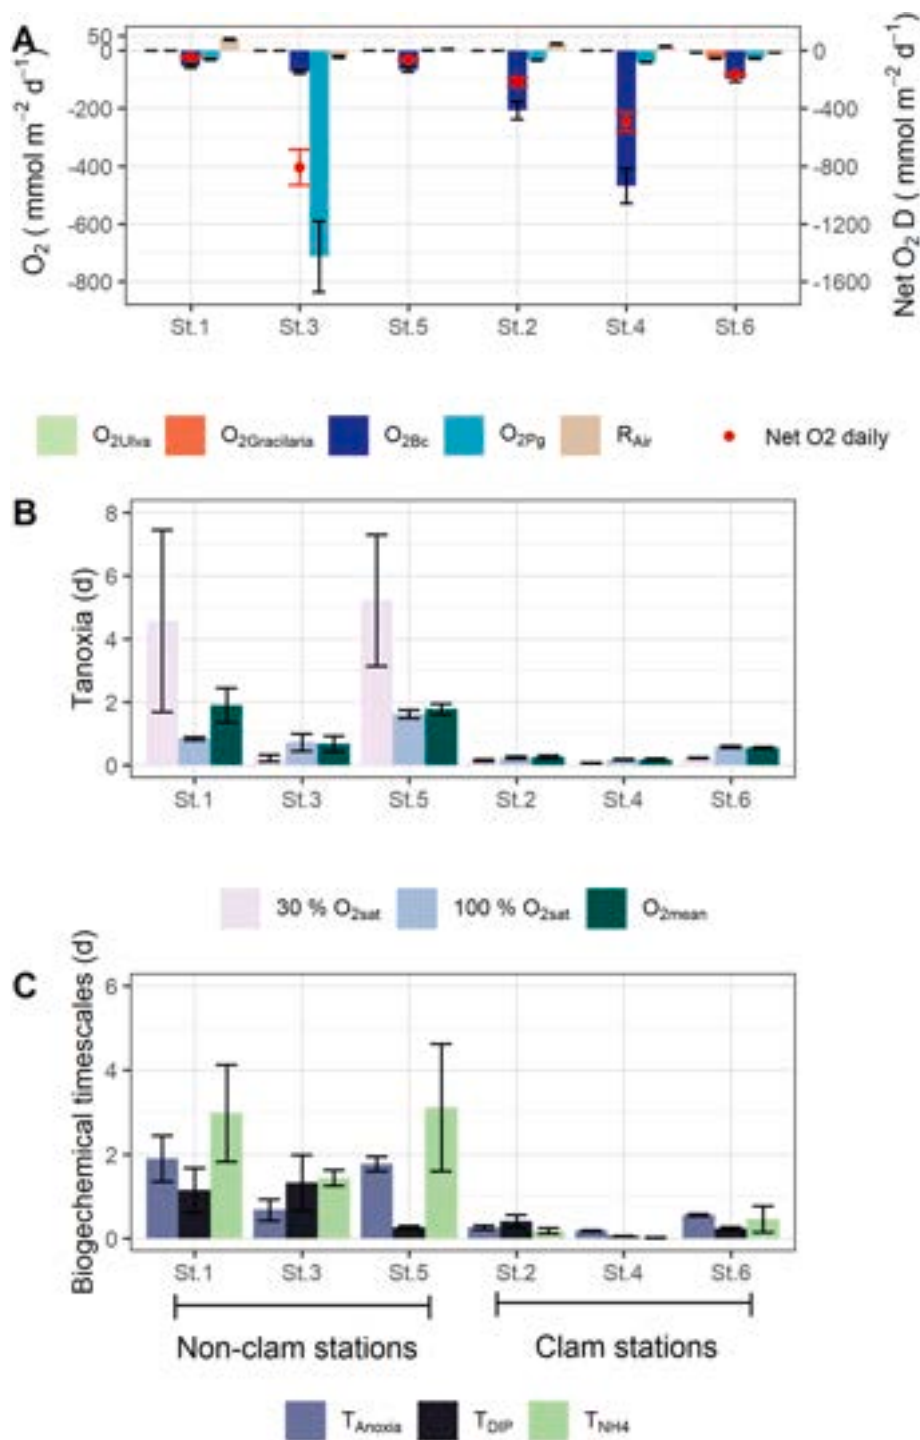 A
O2 ( mmol m−2 d−1)
50
0
-200
-400
-600
-800
0
-400
-800
-1200
-1600
Net O2 D ( mmol m−2 d−1)
St.1 St.3 St.5 St.2 St.4 St.6
O2Ulva O2Gracilaria O2Bc O2Pg RAir Net O2 daily
B
Tanoxia (d)
8
6
4
2
0
St.1 St.3 St.5 St.2 St.4 St.6
30 % O2sat 100 % O2sat O2mean
C
Biogechemical timescales (d)
6
4
2
0
St.1 St.3 St.5 St.2 St.4 St.6
Non-clam stations Clam stations
TAnoxia TDIP TNH4